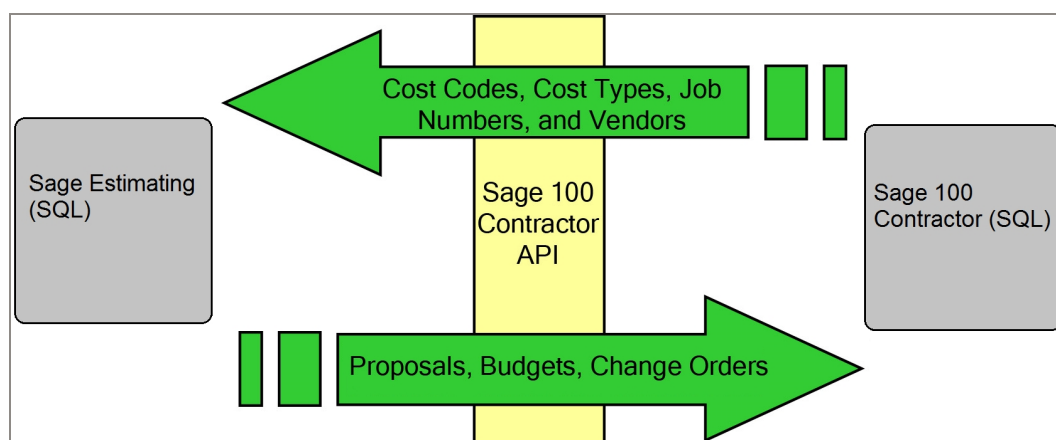 Cost Codes, Cost Types, Job
Numbers, and Vendors
Sage Estimating
(SQL)
Sage 100
Contractor
API
Sage 100
Contractor (SQL)
Proposals, Budgets, Change Orders